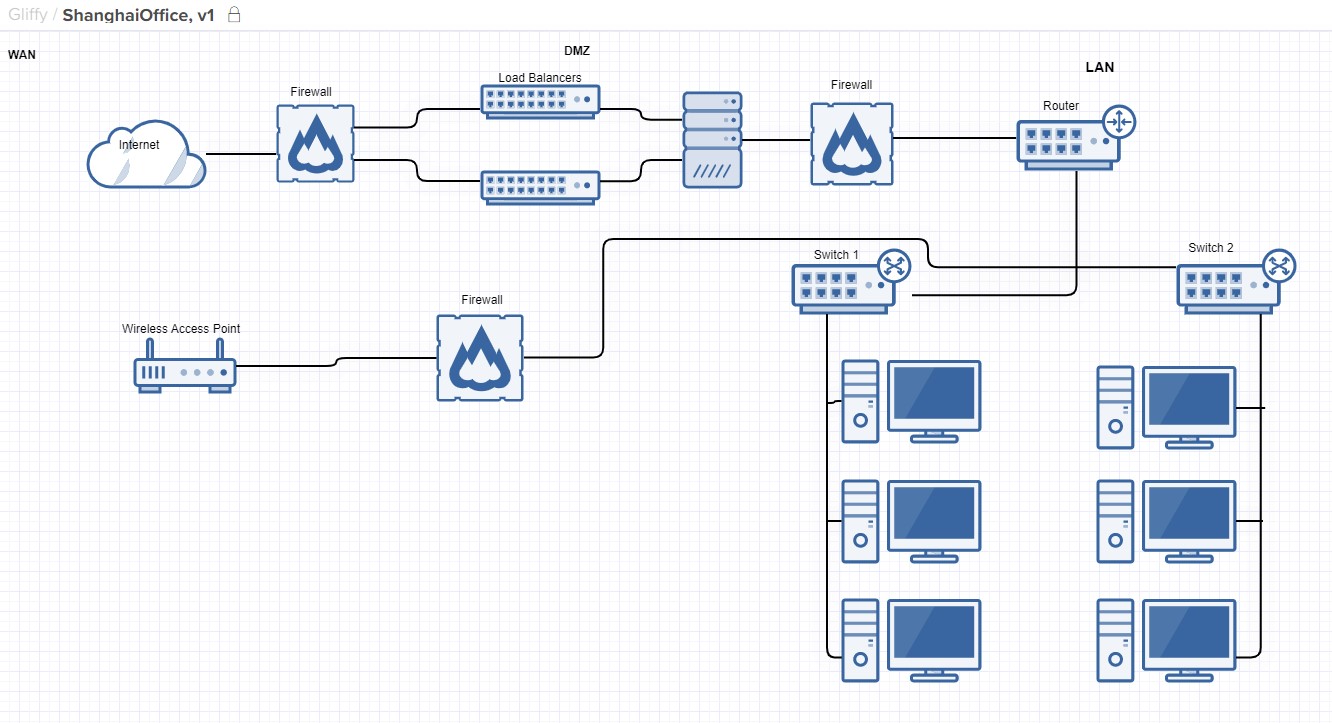 Gliffy / ShanghaiOffice, v1
WAN
DMZ
LAN
Load Balancers
Firewall
Firewall
Router
Internet
Switch 1
Switch 2
Firewall
Wireless Access Point